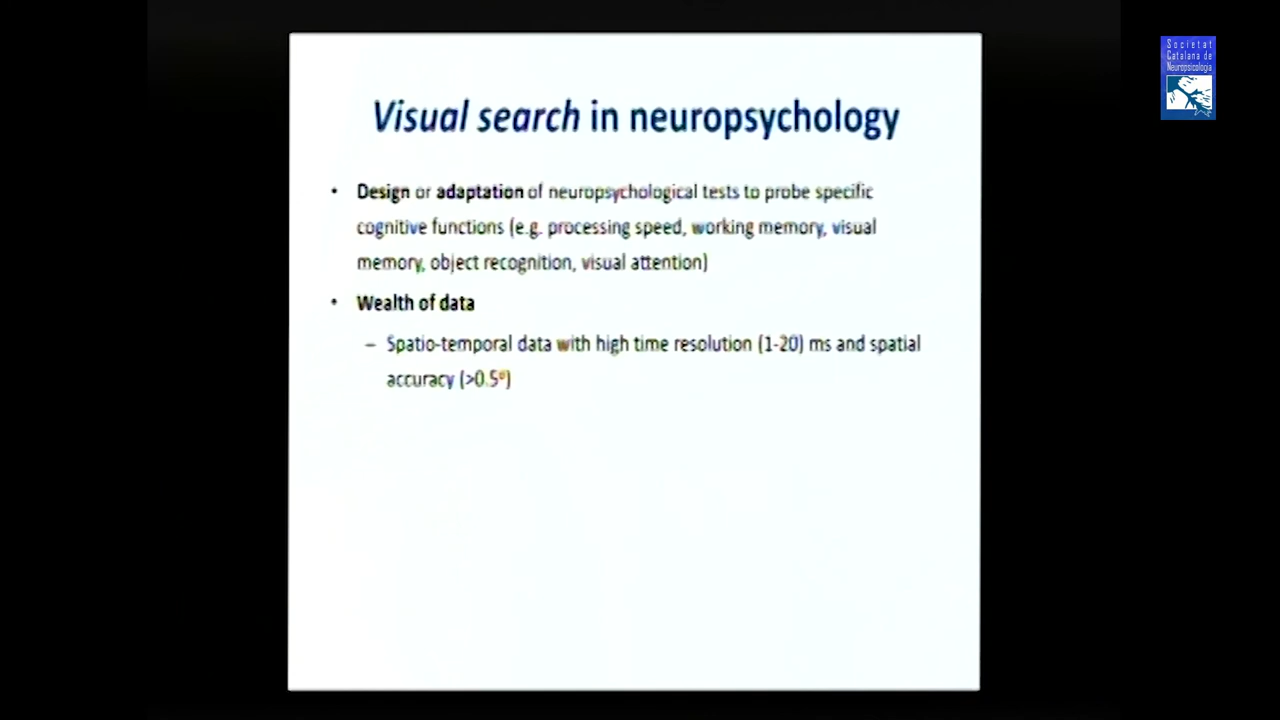 Visual search in neuropsychology
• Design or adaptation of neuropsychological tests to probe specific
cognitive functions (e.g. processing speed, working memory, visual
memory, object recognition, visual attention)
• Wealth of data
– Spatio-temporal data with high time resolution (1-20) ms and spatial
accuracy (>0.5º)
Societat
Catalana de
Neuropsicologia